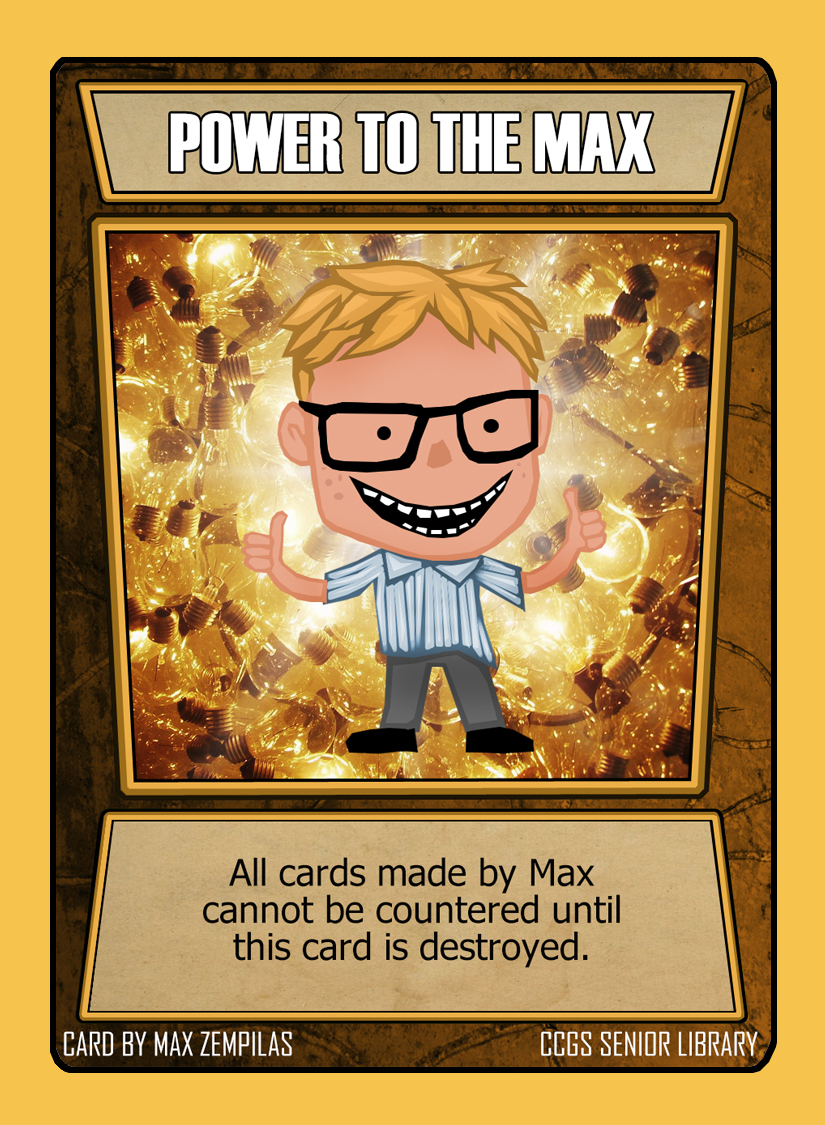 POWER TO THE MAX
All cards made by Max
cannot be countered until
this card is destroyed.
CARD BY MAX ZEMPILAS
CCGS SENIOR LIBRARY